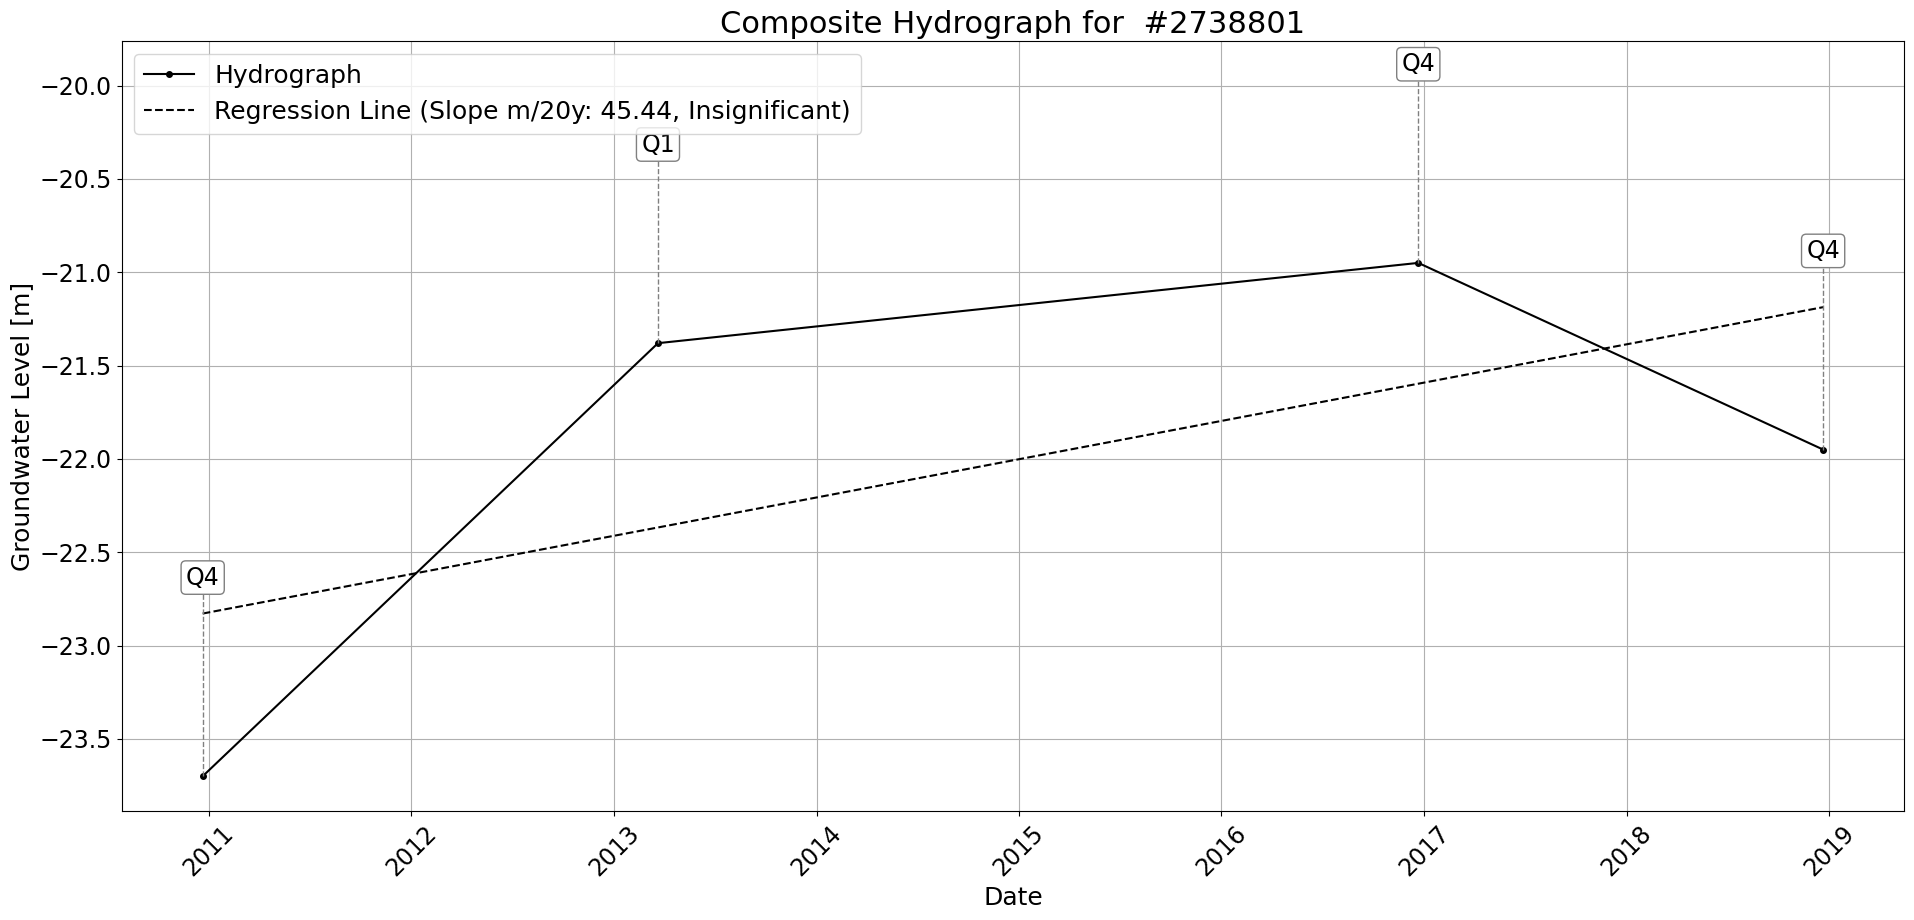 Composite Hydrograph for  #2738801
Hydrograph
Regression Line (Slope m/20y: 45.44, Insignificant)
Q4
Q1
Q4
Q4
−20.0
−20.5
−21.0
−21.5
−22.0
−22.5
−23.0
−23.5
Groundwater Level [m]
2011
2012
2013
2014
2015
2016
2017
2018
2019
Date